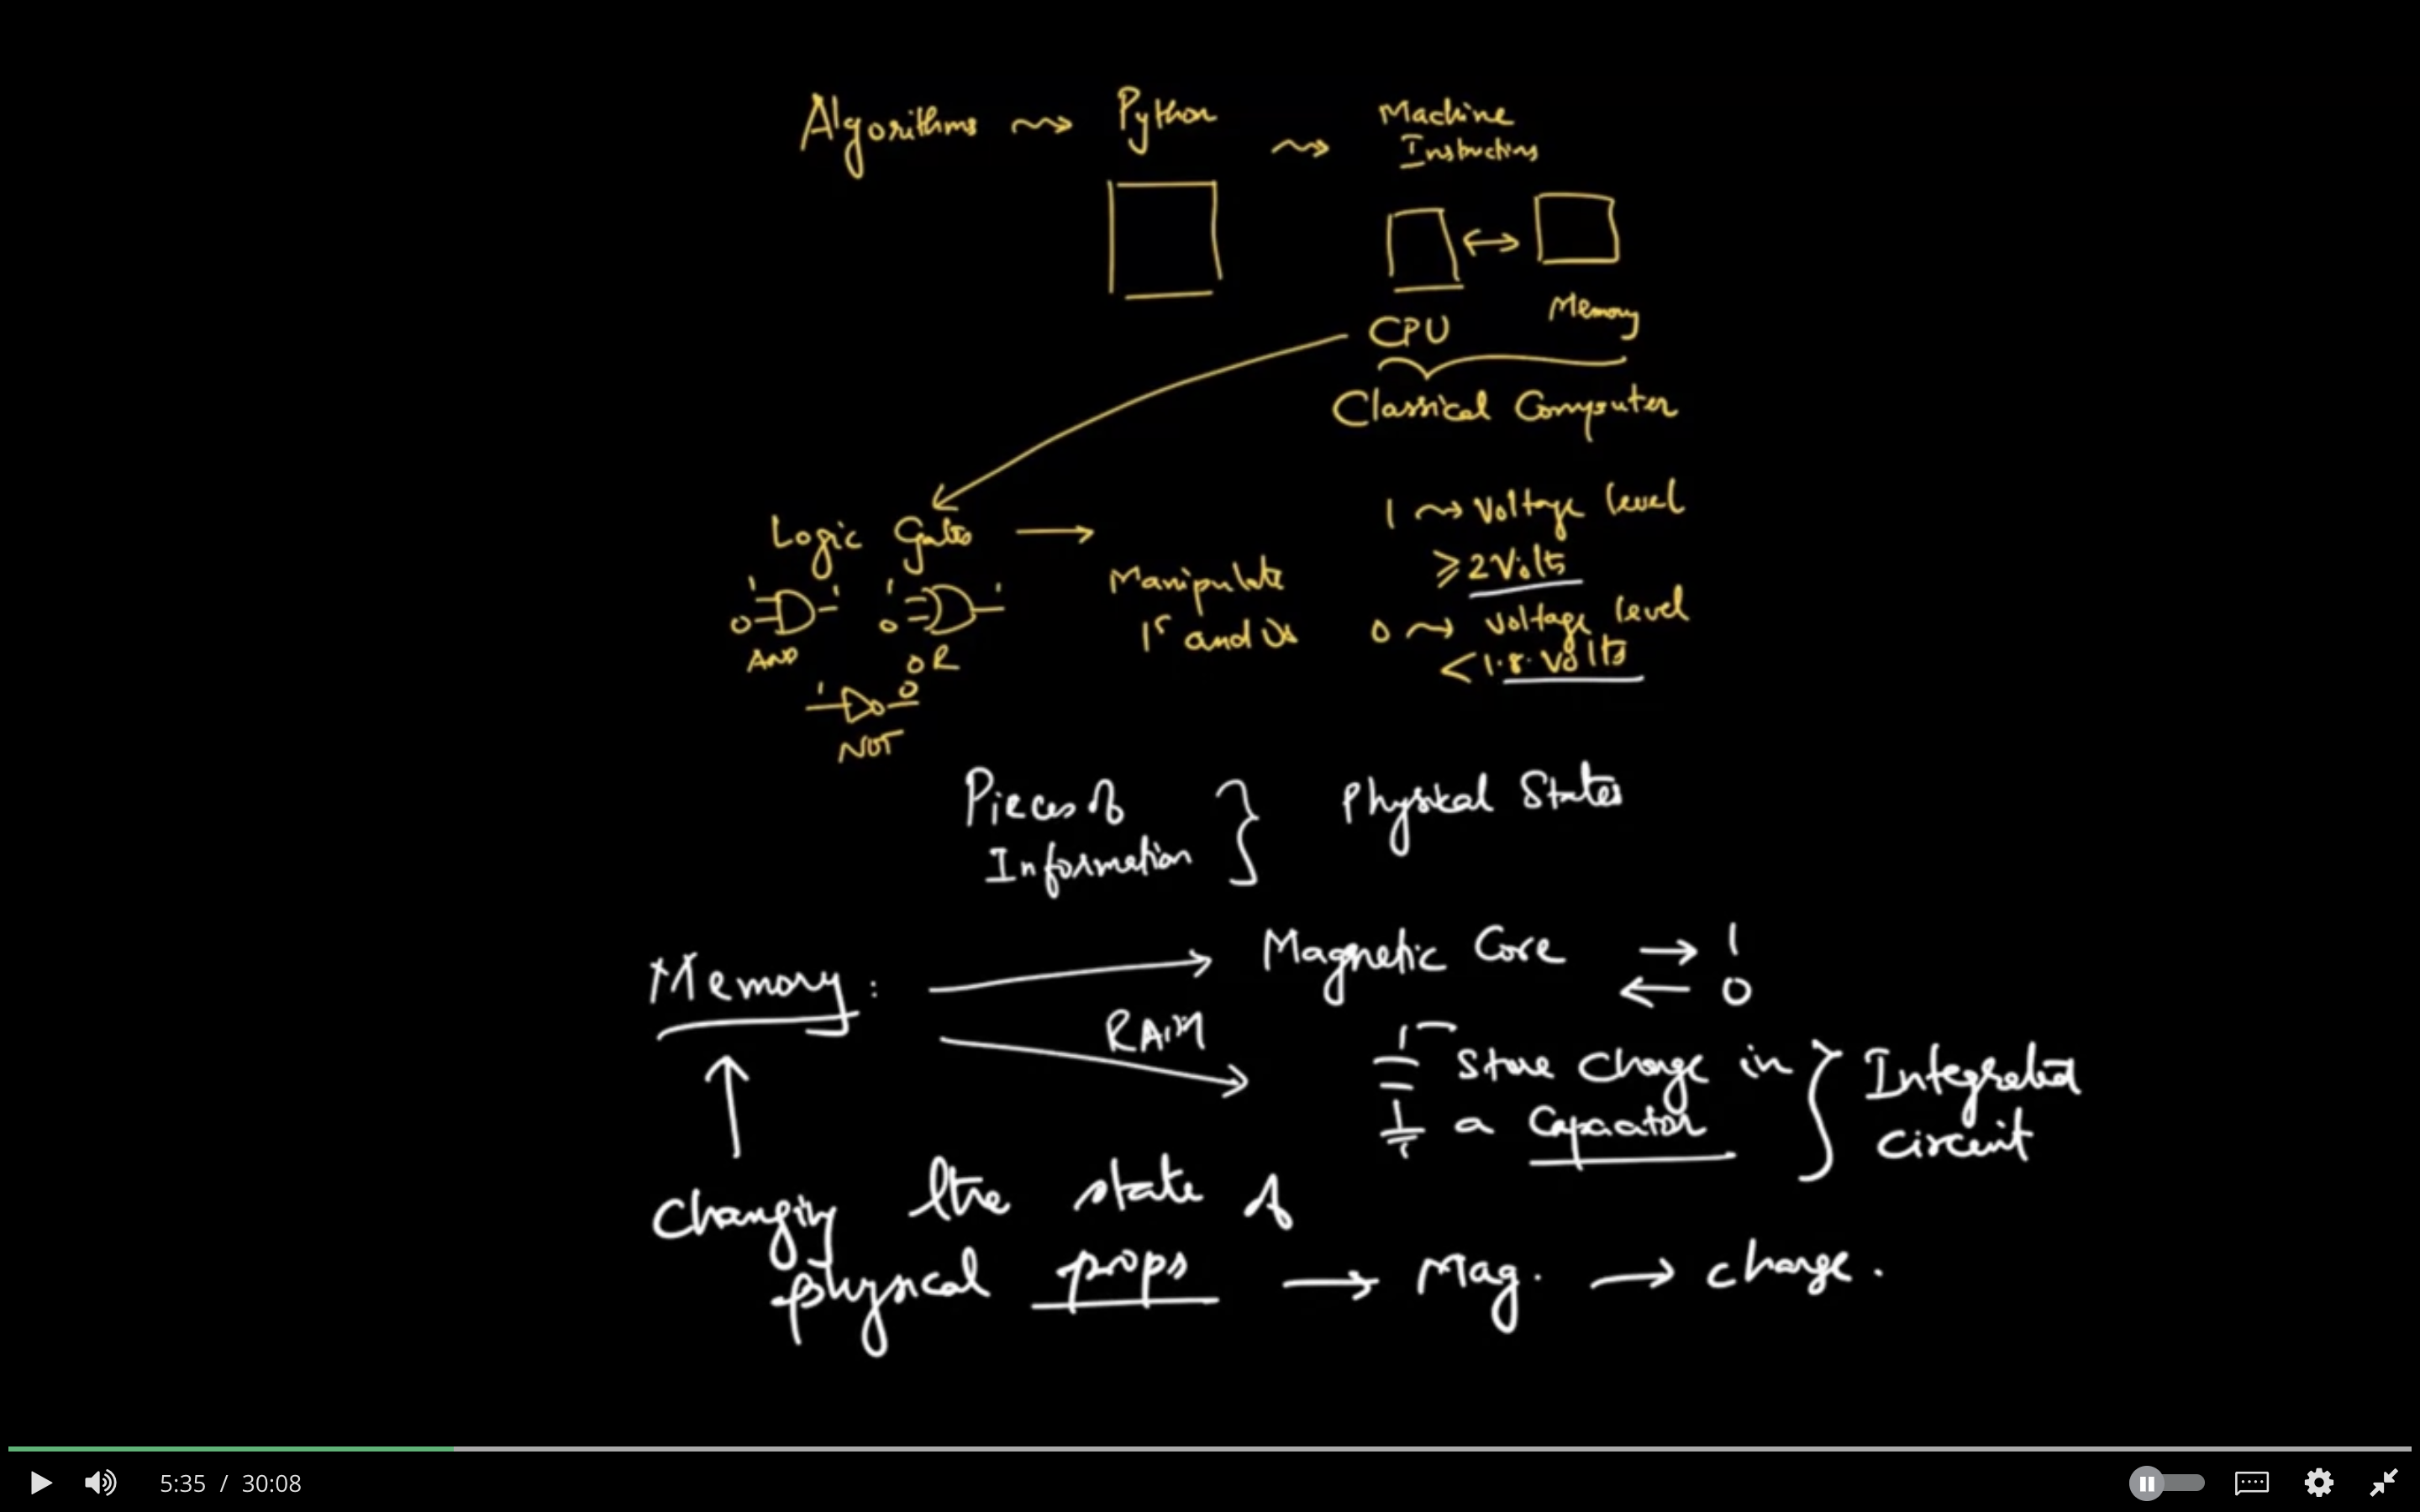 Algorithms Python Machine
Instructions
CPU Memory
Classical Computer
Logic Gates
1 1 1 1
0 0
AND OR
1 0
NOT
Manipulate
1s and 0s
1 Voltage level
≥ 2 Volts
0 voltage level
< 1.8 volts
Pieces of
Information
Physical States
Memory:
Magnetic Core → 1
← 0
RAM
Store Charge in
a Capacitor
Integrated
Circuit
Changing the state of
physical props → Mag. → charge.
5:35 / 30:08